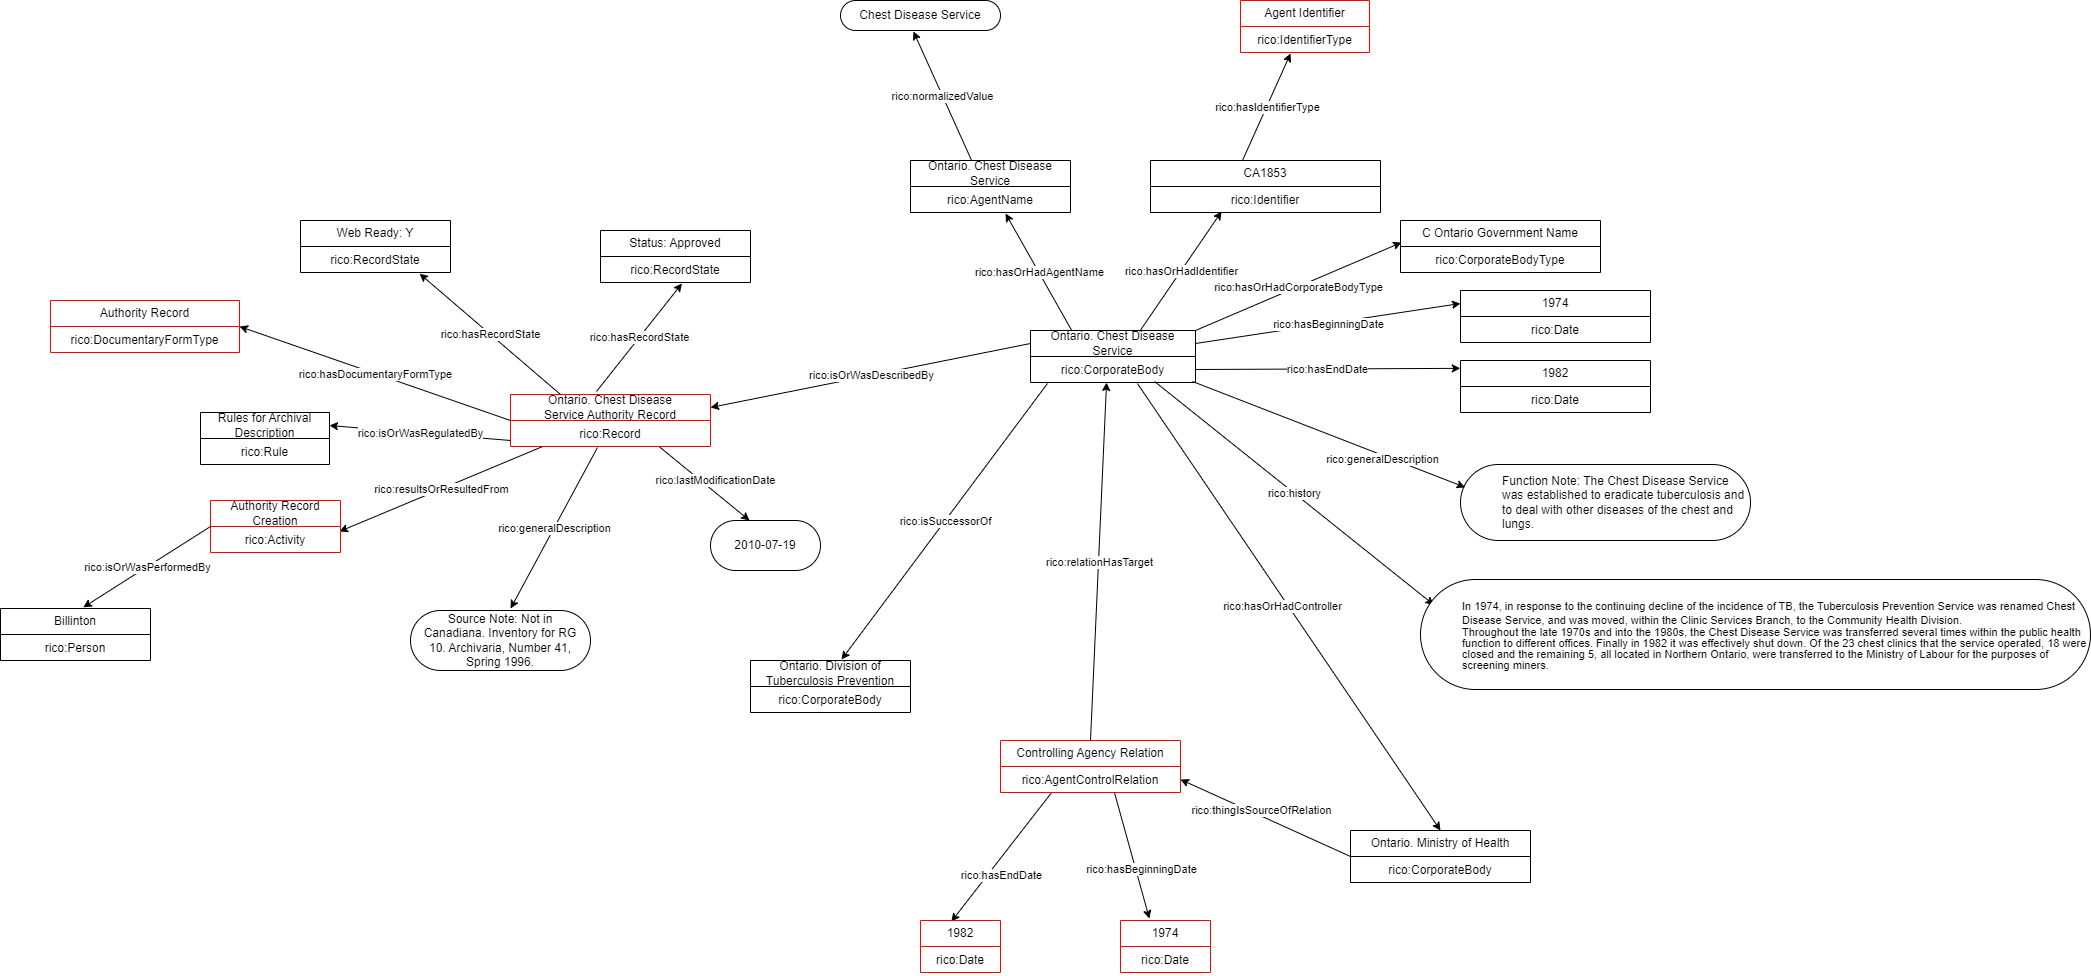 Chest Disease Service
Agent Identifier
rico:IdentifierType
rico:normalizedValue
rico:hasIdentifierType
Ontario. Chest Disease
Service
rico:AgentName
CA1853
rico:Identifier
Web Ready: Y
rico:RecordState
Status: Approved
rico:RecordState
rico:hasOrHadAgentName
rico:hasOrHadIdentifier
C Ontario Government Name
rico:CorporateBodyType
rico:hasOrHadCorporateBodyType
Authority Record
rico:DocumentaryFormType
rico:hasRecordState
rico:hasRecordState
1974
rico:Date
rico:hasBeginningDate
Ontario. Chest Disease
Service
rico:CorporateBody
rico:hasDocumentaryFormType
rico:isOrWasDescribedBy
rico:hasEndDate
1982
rico:Date
Ontario. Chest Disease
Service Authority Record
rico:Record
Rules for Archival
Description
rico:Rule
rico:isOrWasRegulatedBy
rico:generalDescription
rico:resultsOrResultedFrom
rico:lastModificationDate
rico:history
Function Note: The Chest Disease Service
was established to eradicate tuberculosis and
to deal with other diseases of the chest and
lungs.
Authority Record
Creation
rico:Activity
rico:generalDescription
rico:isSuccessorOf
2010-07-19
rico:isOrWasPerformedBy
rico:relationHasTarget
Billinton
rico:Person
Source Note: Not in
Canadiana. Inventory for RG
10. Archivaria, Number 41,
Spring 1996.
rico:hasOrHadController
In 1974, in response to the continuing decline of the incidence of TB, the Tuberculosis Prevention Service was renamed Chest
Disease Service, and was moved, within the Clinic Services Branch, to the Community Health Division.
Throughout the late 1970s and into the 1980s, the Chest Disease Service was transferred several times within the public health
function to different offices. Finally in 1982 it was effectively shut down. Of the 23 chest clinics that the service operated, 18 were
closed and the remaining 5, all located in Northern Ontario, were transferred to the Ministry of Labour for the purposes of
screening miners.
Ontario. Division of
Tuberculosis Prevention
rico:CorporateBody
Controlling Agency Relation
rico:AgentControlRelation
rico:thingIsSourceOfRelation
Ontario. Ministry of Health
rico:CorporateBody
rico:hasEndDate
rico:hasBeginningDate
1982
rico:Date
1974
rico:Date